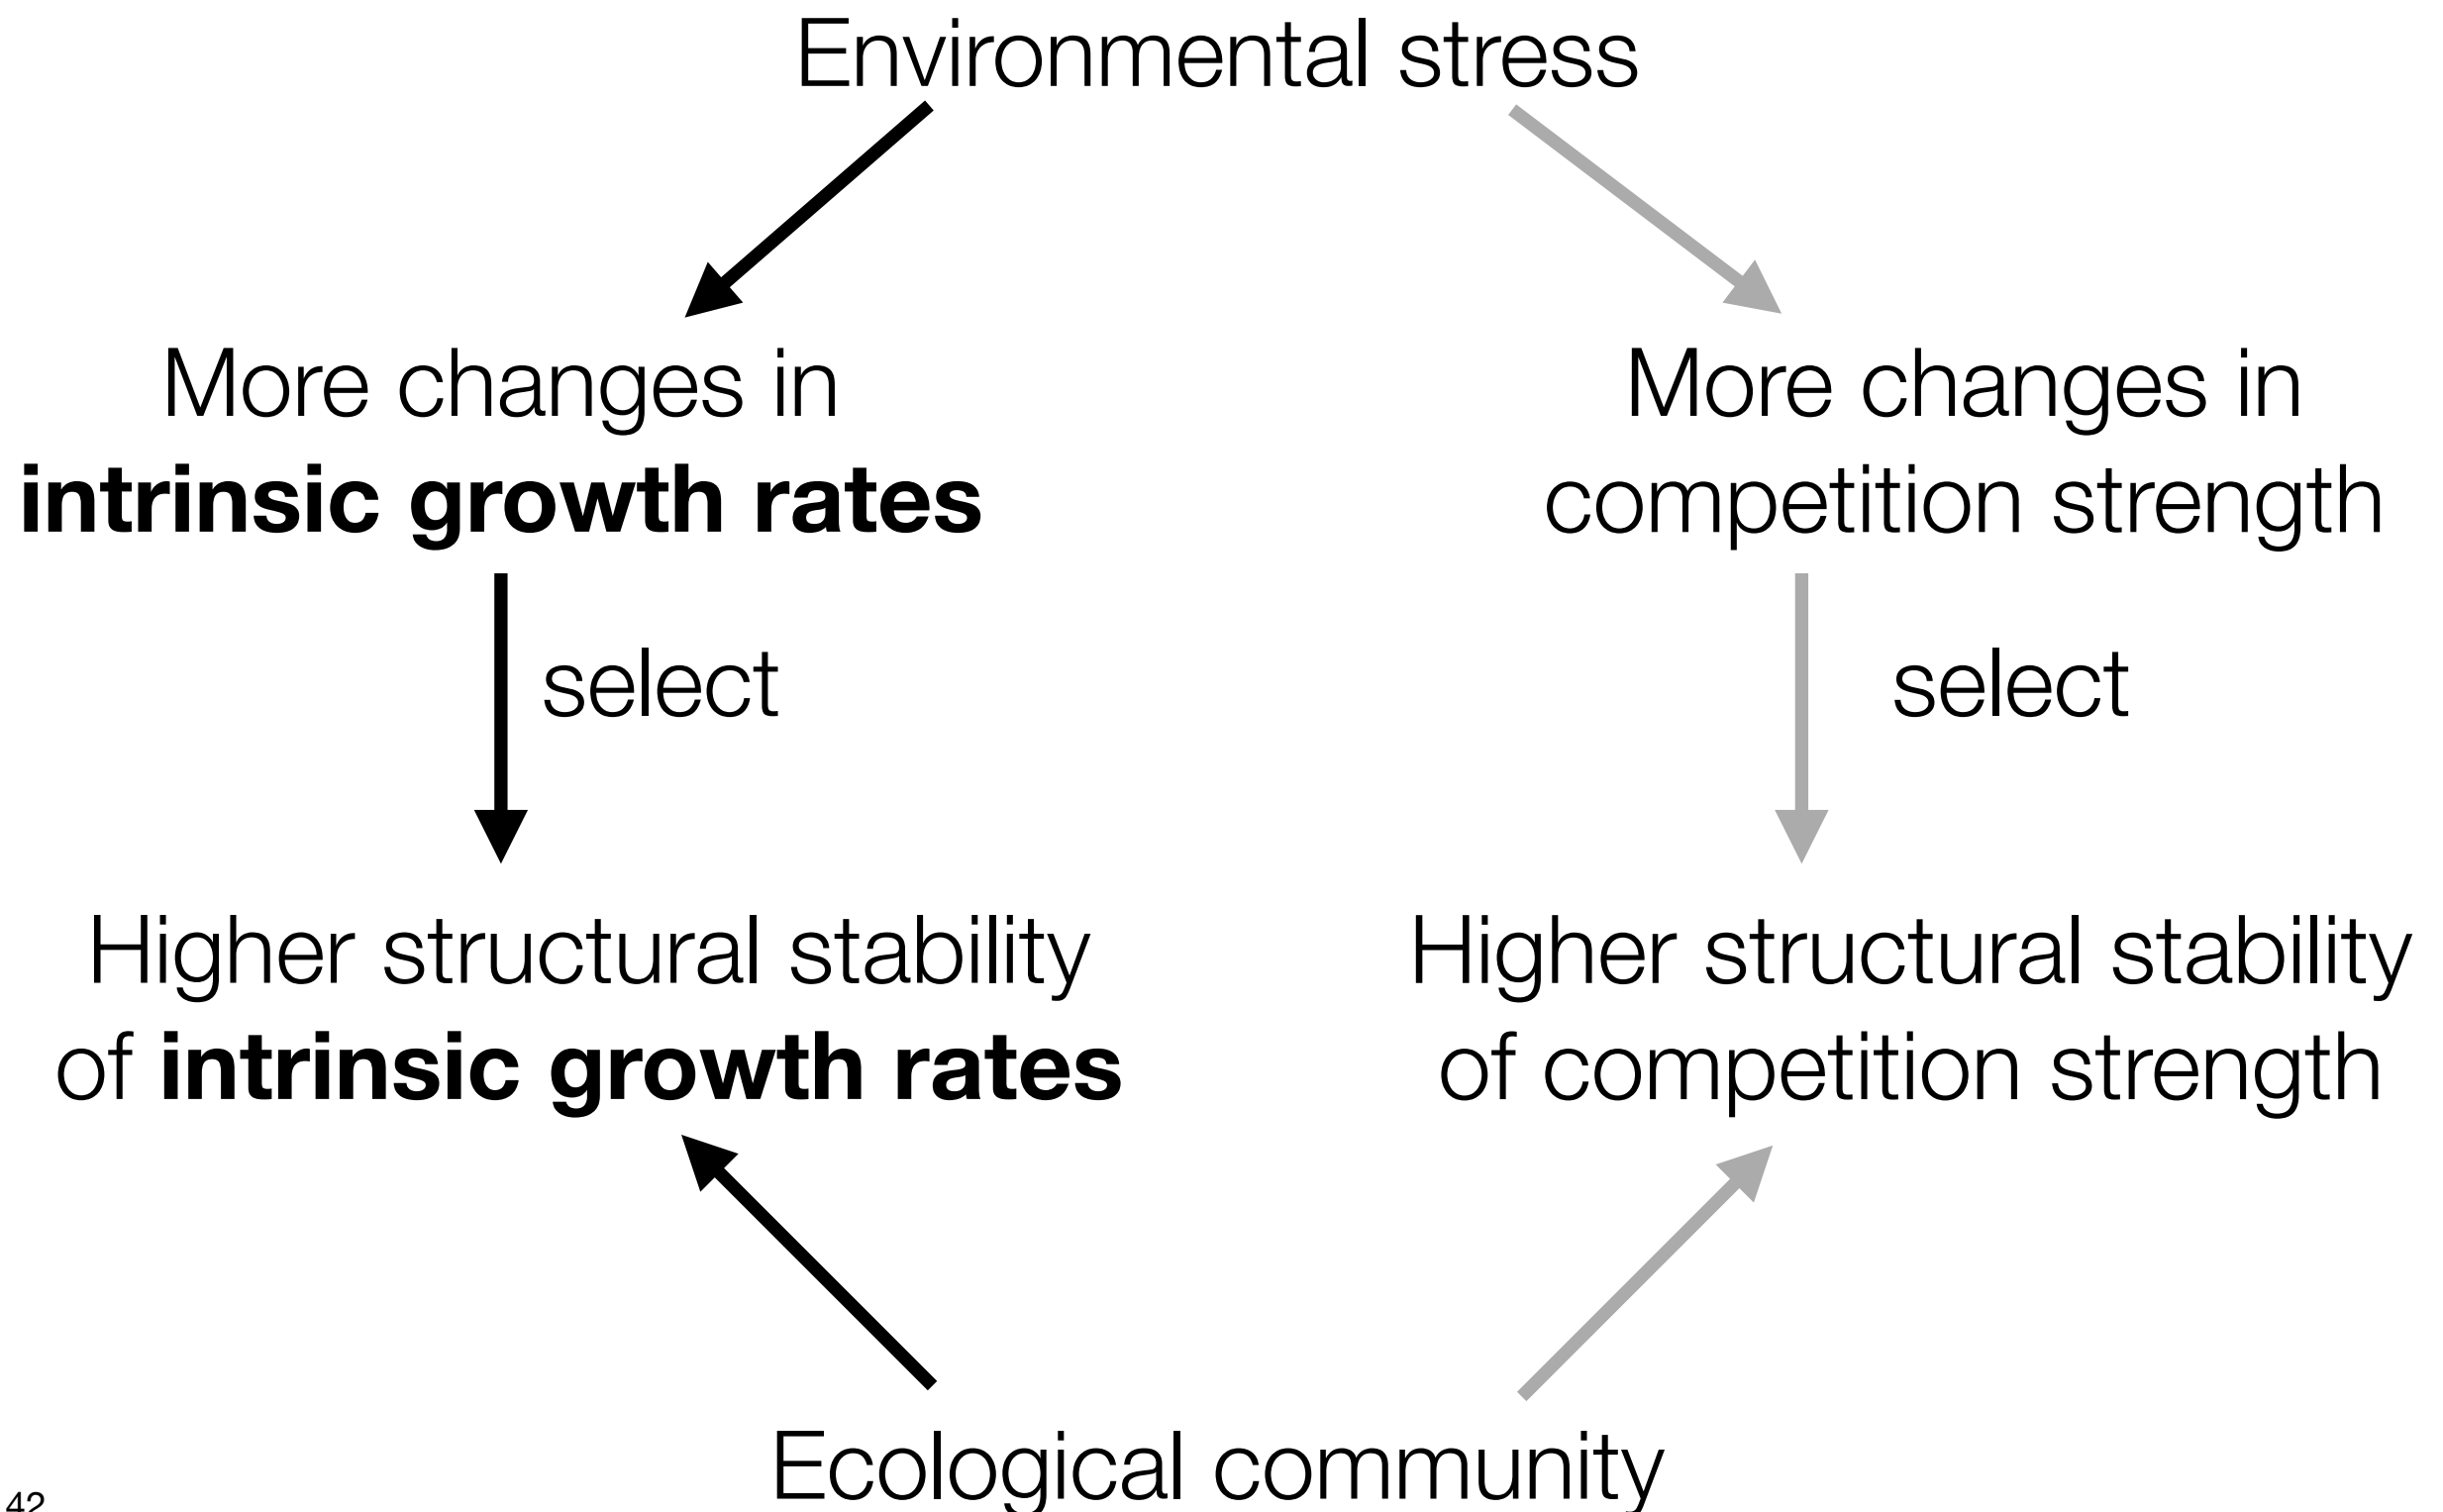 Environmental stress
More changes in
intrinsic growth rates
More changes in
competition strength
select
select
Higher structural stability
of intrinsic growth rates
Higher structural stability
of competition strength
Ecological community
42